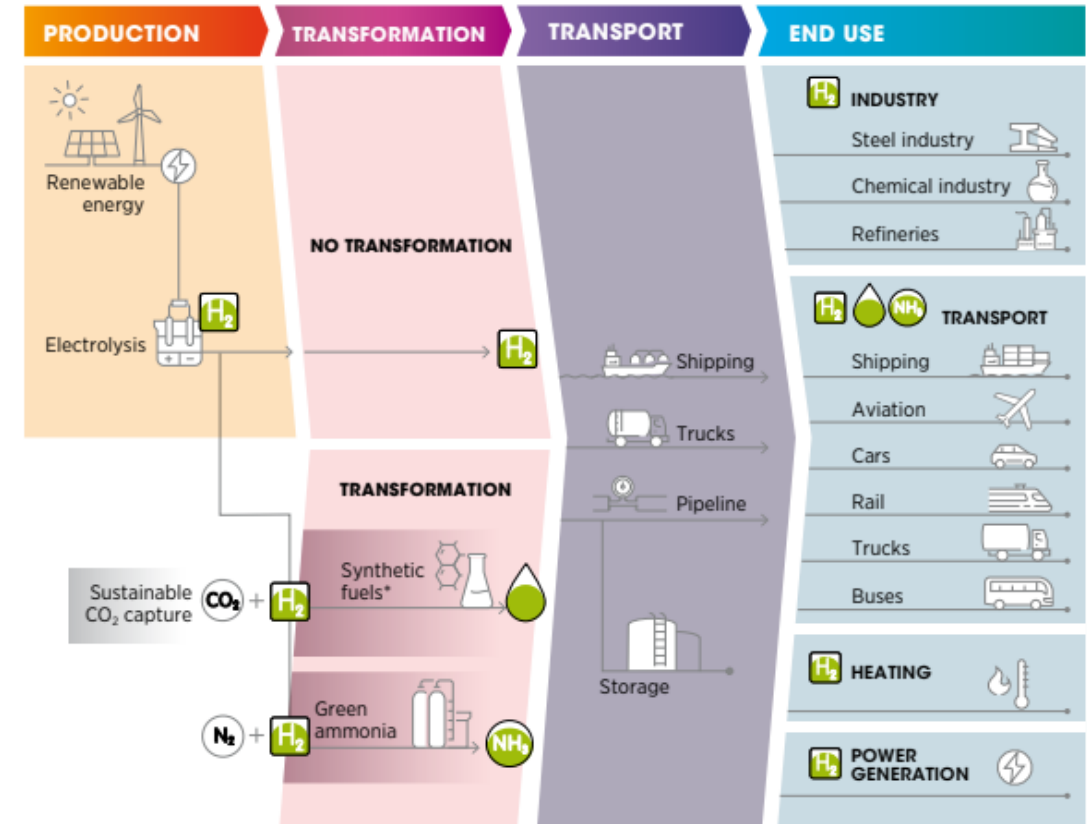 PRODUCTION
TRANSFORMATION
TRANSPORT
END USE
Renewable
energy
H₂
Electrolysis
+ −
NO TRANSFORMATION
H₂
TRANSFORMATION
Sustainable
CO₂ capture
CO₂ + H₂
Synthetic
fuels*
N₂ + H₂
Green
ammonia
NH₃
Shipping
Trucks
Pipeline
Storage
H₂ INDUSTRY
Steel industry
Chemical industry
Refineries
H₂ NH₃ TRANSPORT
Shipping
Aviation
Cars
Rail
Trucks
Buses
H₂ HEATING
H₂ POWER
GENERATION